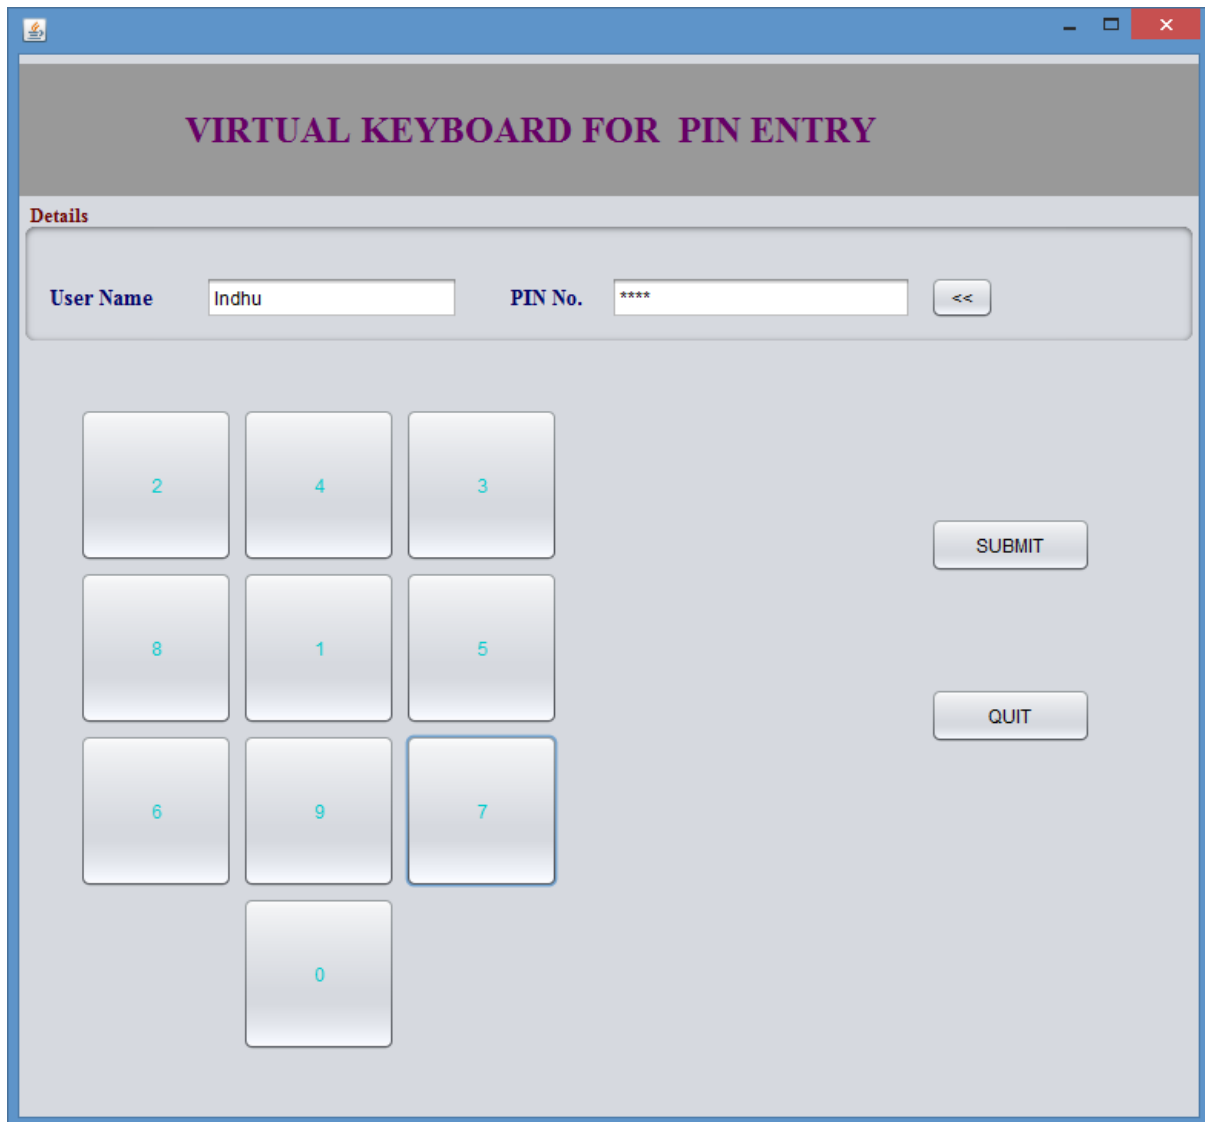 VIRTUAL KEYBOARD FOR PIN ENTRY
Details
User Name Indhu PIN No. **** <<
2 4 3
SUBMIT
8 1 5
QUIT
6 9 7
0